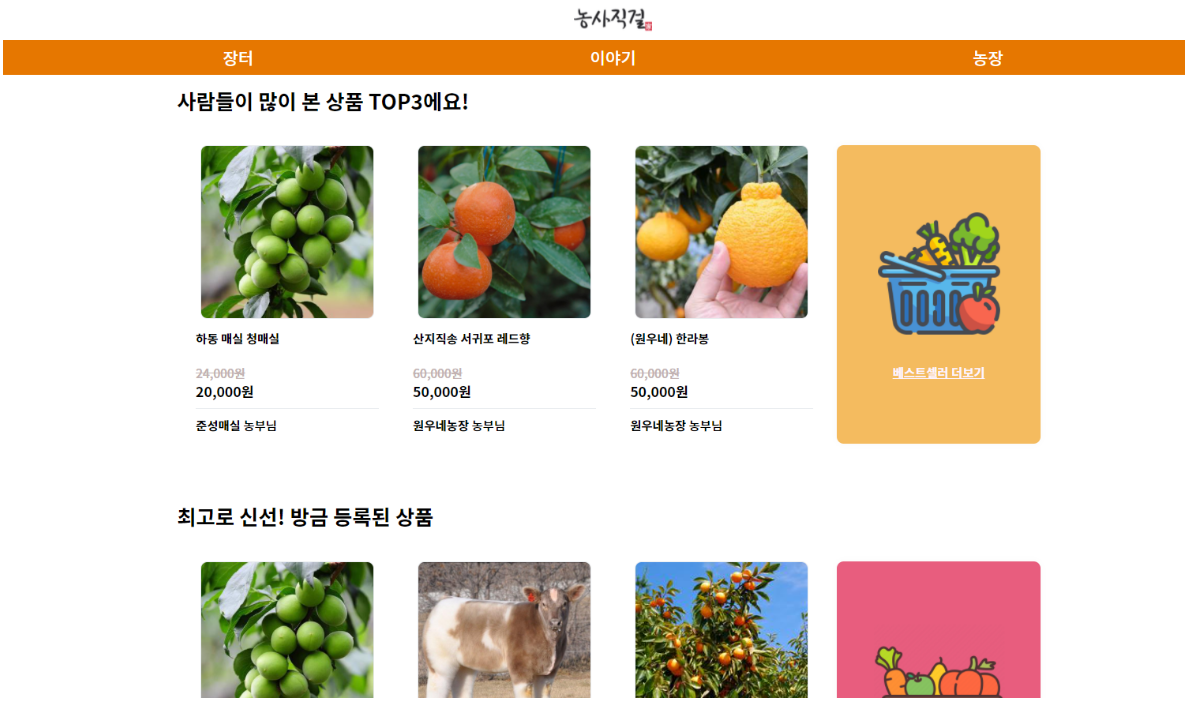 농사직걸
장터 이야기 농장
사람들이 많이 본 상품 TOP3에요!
하동 매실 청매실
24,000원
20,000원
준성매실 농부님
산지직송 서귀포 레드향
60,000원
50,000원
원우네농장 농부님
(원우네) 한라봉
60,000원
50,000원
원우네농장 농부님
베스트셀러 더보기
최고로 신선! 방금 등록된 상품